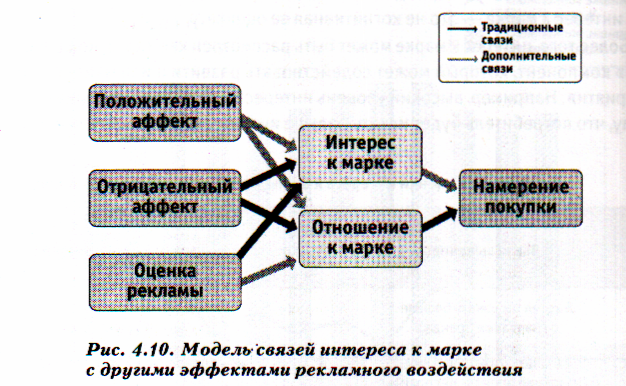 Традиционные
связи
Дополнительные
связи
Положительный
аффект
Интерес
к марке
Отрицательный
аффект
Намерение
покупки
Отношение
к марке
Оценка
рекламы
Рис. 4.10. Модель связей интереса к марке
с другими эффектами рекламного воздействия